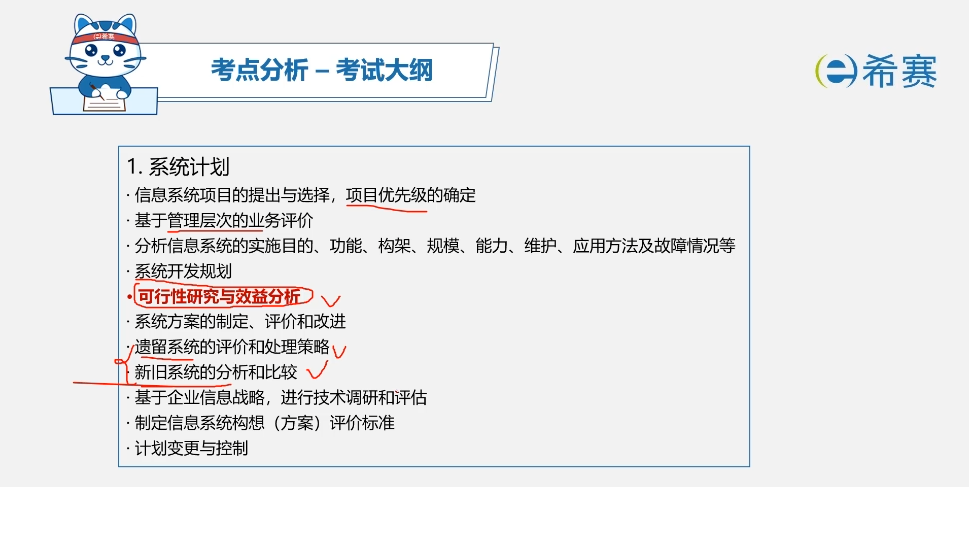 希赛
考点分析 – 考试大纲
希赛
1. 系统计划
· 信息系统项目的提出与选择，项目优先级的确定
· 基于管理层次的业务评价
· 分析信息系统的实施目的、功能、构架、规模、能力、维护、应用方法及故障情况等
· 系统开发规划
· 可行性研究与效益分析
· 系统方案的制定、评价和改进
· 遗留系统的评价和处理策略
· 新旧系统的分析和比较
· 基于企业信息战略，进行技术调研和评估
· 制定信息系统构想（方案）评价标准
· 计划变更与控制